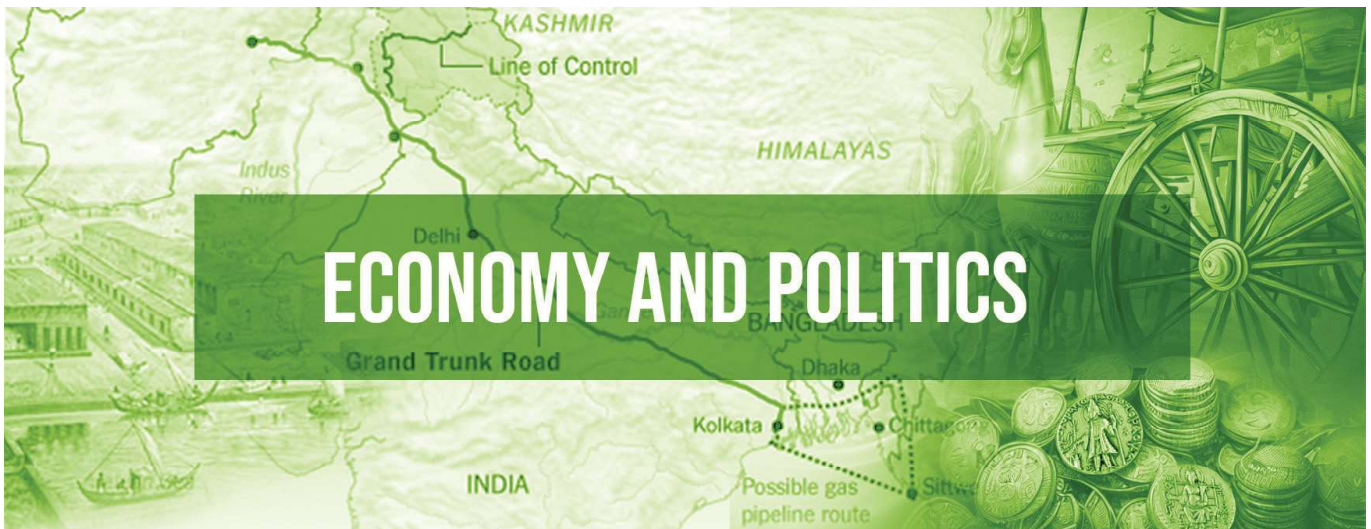 KASHMIR
Line of Control
HIMALAYAS
Indus
River
Delhi
ECONOMY AND POLITICS
BANGLADESH
Grand Trunk Road
Dhaka
Kolkata
Chittagong
INDIA
Possible gas
pipeline route